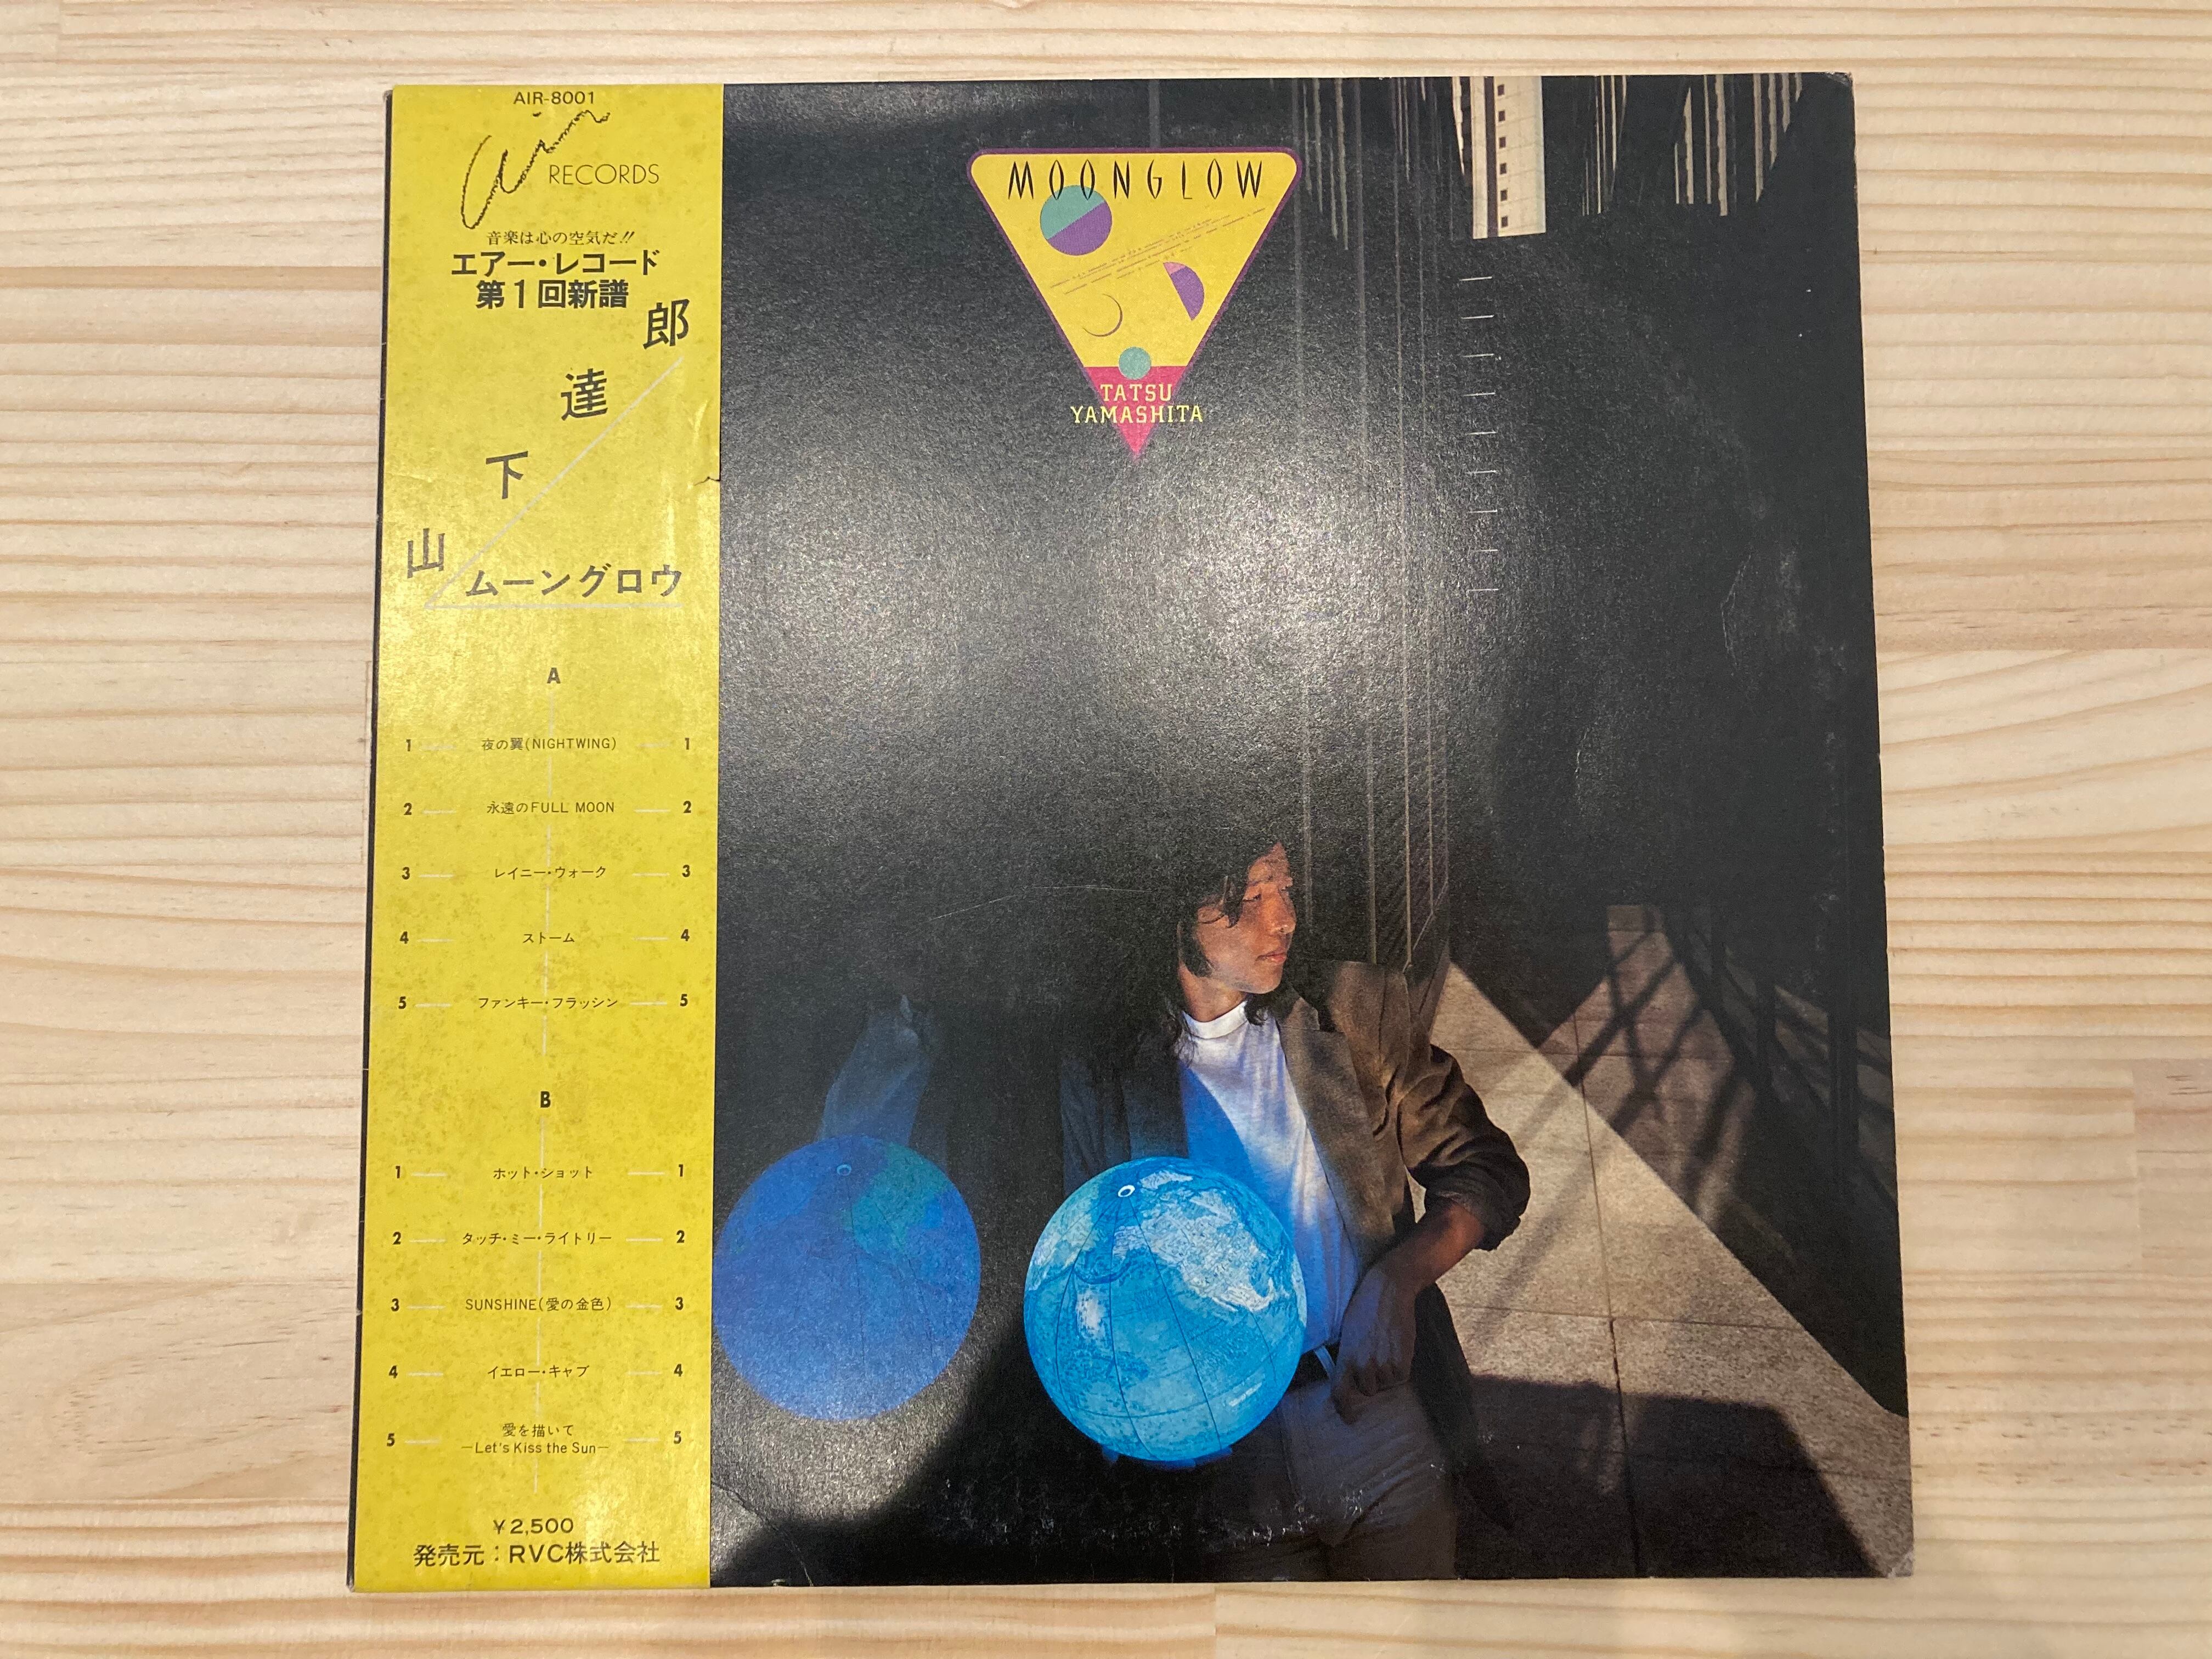 AIR-8001
air
RECORDS
音楽は心の空気だ!!
エアー・レコード
第1回新譜
山下達郎
ムーングロウ
A
1 夜の翼(NIGHTWING) 1
2 永遠のFULL MOON 2
3 レイニー・ウォーク 3
4 ストーム 4
5 ファンキー・フラッシン 5
B
1 ホット・ショット 1
2 タッチ・ミー・ライトリー 2
3 SUNSHINE(愛の金色) 3
4 イエロー・キャブ 4
5 愛を描いて 5
—Let's Kiss the Sun—
¥2,500
発売元：RVC株式会社
MOONGLOW
TATSU
YAMASHITA